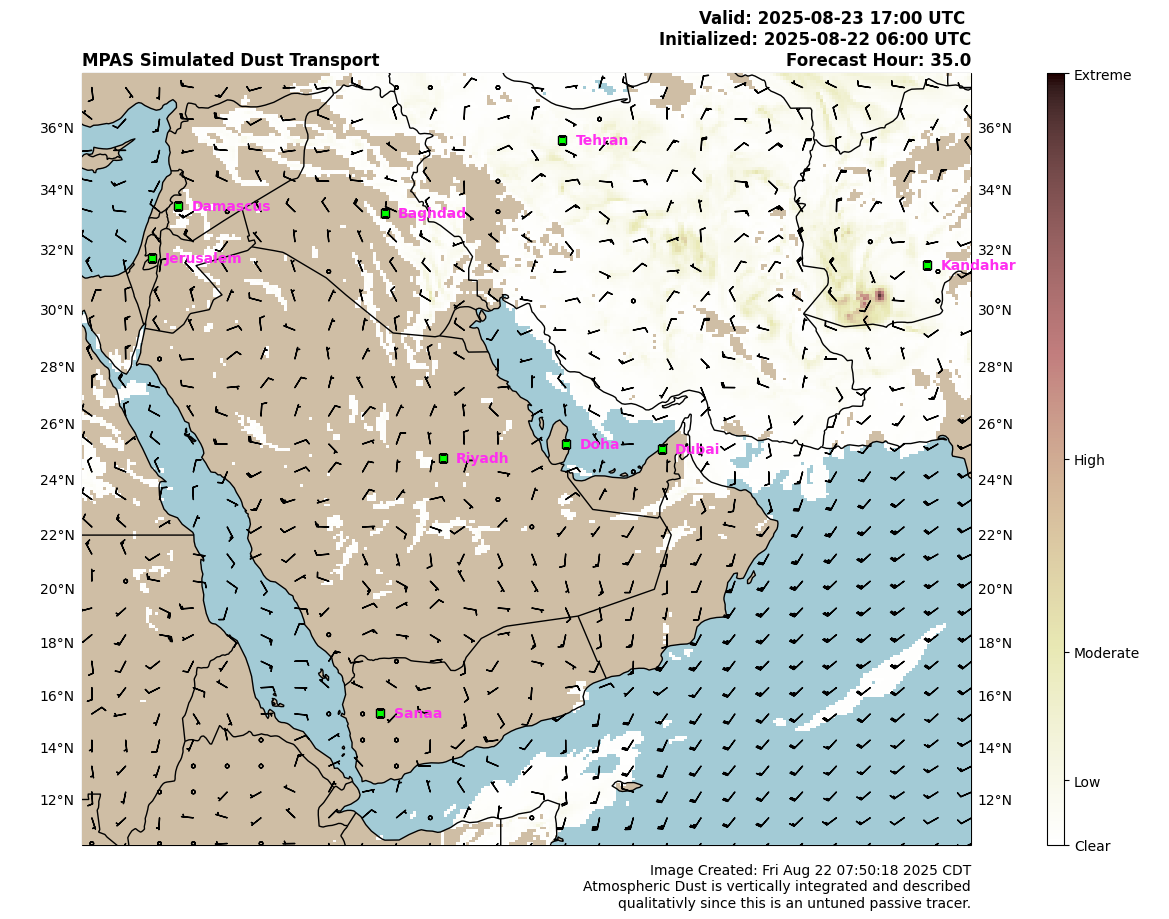 Valid: 2025-08-23 17:00 UTC
Initialized: 2025-08-22 06:00 UTC
MPAS Simulated Dust Transport Forecast Hour: 35.0
Extreme
36°N 36°N
Tehran
34°N 34°N
Damascus
Baghdad
32°N 32°N
Jerusalem
Kandahar
30°N 30°N
28°N 28°N
26°N 26°N
Doha
Dubai
Riyadh
High
24°N 24°N
22°N 22°N
20°N 20°N
18°N 18°N
Moderate
16°N 16°N
Sanaa
14°N 14°N
Low
12°N 12°N
Clear
Image Created: Fri Aug 22 07:50:18 2025 CDT
Atmospheric Dust is vertically integrated and described
qualitativly since this is an untuned passive tracer.